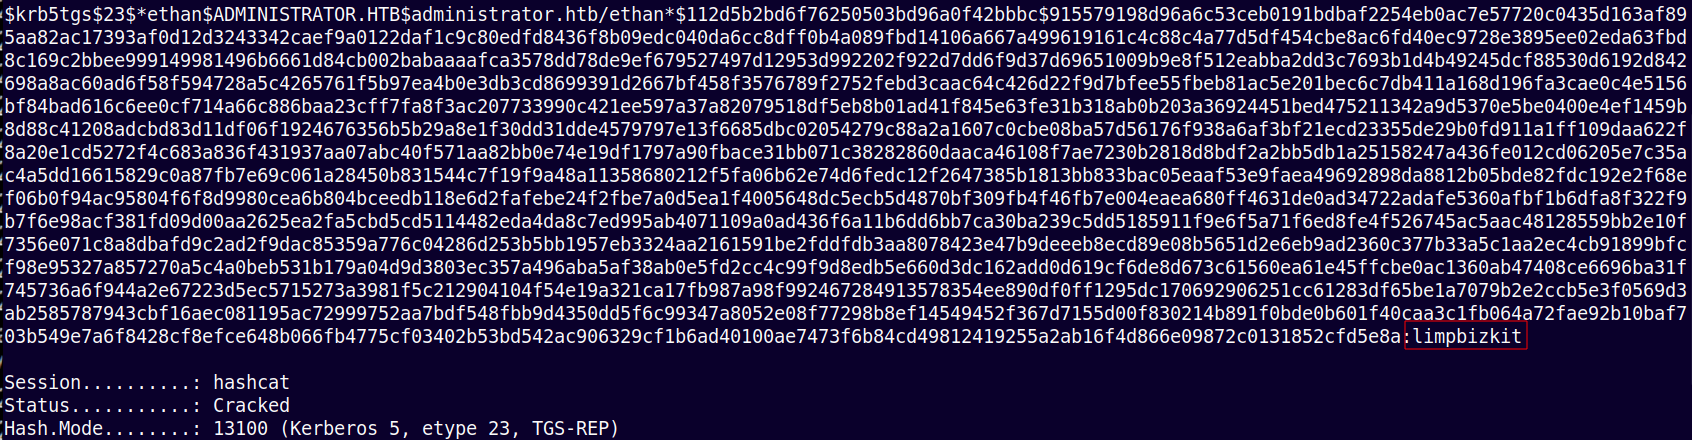 $krb5tgs$23$*ethan$ADMINISTRATOR.HTB$administrator.htb/ethan*$112d5b2bd6f76250503bd96a0f42bbbc$915579198d96a6c53ceb0191bdbaf2254eb0ac7e57720c0435d163af89
5aa82ac17393af0d12d3243342caef9a0122daf1c9c80edfd8436f8b09edc040da6cc8dff0b4a089fbd14106a667a499619161c4c88c4a77d5df454cbe8ac6fd40ec9728e3895ee02eda63fbd
8c169c2bbee999149981496b6661d84cb002babaaaafca3578dd78de9ef679527497d12953d992202f922d7dd6f9d37d69651009b9e8f512eabba2dd3c7693b1d4b49245dcf88530d6192d842
698a8ac60ad6f58f594728a5c4265761f5b97ea4b0e3db3cd8699391d2667bf458f3576789f2752febd3caac64c426d22f9d7bfee55fbeb81ac5e201bec6c7db411a168d196fa3cae0c4e5156
bf84bad616c6ee0cf714a66c886baa23cff7fa8f3ac207733990c421ee597a37a82079518df5eb8b01ad41f845e63fe31b318ab0b203a36924451bed475211342a9d5370e5be0400e4ef1459b
8d88c41208adcbd83d11df06f1924676356b5b29a8e1f30dd31dde4579797e13f6685dbc02054279c88a2a1607c0cbe08ba57d56176f938a6af3bf21ecd23355de29b0fd911a1ff109daa622f
8a20e1cd5272f4c683a836f431937aa07abc40f571aa82bb0e74e19df1797a90fbace31bb071c38282860daaca46108f7ae7230b2818d8bdf2a2bb5db1a25158247a436fe012cd06205e7c35a
c4a5dd16615829c0a87fb7e69c061a28450b831544c7f19f9a48a11358680212f5fa06b62e74d6fedc12f2647385b1813bb833bac05eaaf53e9faea49692898da8812b05bde82fdc192e2f68e
f06b0f94ac95804f6f8d9980cea6b804bceedb118e6d2fafebe24f2fbe7a0d5ea1f4005648dc5ecb5d4870bf309fb4f46fb7e004eaea680ff4631de0ad34722adafe5360afbf1b6dfa8f322f9
b7f6e98acf381fd09d00aa2625ea2fa5cbd5cd5114482eda4da8c7ed995ab4071109a0ad436f6a11b6dd6bb7ca30ba239c5dd5185911f9e6f5a71f6ed8fe4f526745ac5aac48128559bb2e10f
7356e071c8a8dbafd9c2ad2f9dac85359a776c04286d253b5bb1957eb3324aa2161591be2fddfdb3aa8078423e47b9deeeb8ecd89e08b5651d2e6eb9ad2360c377b33a5c1aa2ec4cb91899bfc
f98e95327a857270a5c4a0beb531b179a04d9d3803ec357a496aba5af38ab0e5fd2cc4c99f9d8edb5e660d3dc162add0d619cf6de8d673c61560ea61e45ffcbe0ac1360ab47408ce6696ba31f
745736a6f944a2e67223d5ec5715273a3981f5c212904104f54e19a321ca17fb987a98f992467284913578354ee890df0ff1295dc170692906251cc61283df65be1a7079b2e2ccb5e3f0569d3
ab2585787943cbf16aec081195ac72999752aa7bdf548fbb9d4350dd5f6c99347a8052e08f77298b8ef14549452f367d7155d00f830214b891f0bde0b601f40caa3c1fb064a72fae92b10baf7
03b549e7a6f8428cf8efce648b066fb4775cf03402b53bd542ac906329cf1b6ad40100ae7473f6b84cd49812419255a2ab16f4d866e09872c0131852cfd5e8a:limpbizkit
Session..........: hashcat
Status...........: Cracked
Hash.Mode........: 13100 (Kerberos 5, etype 23, TGS-REP)